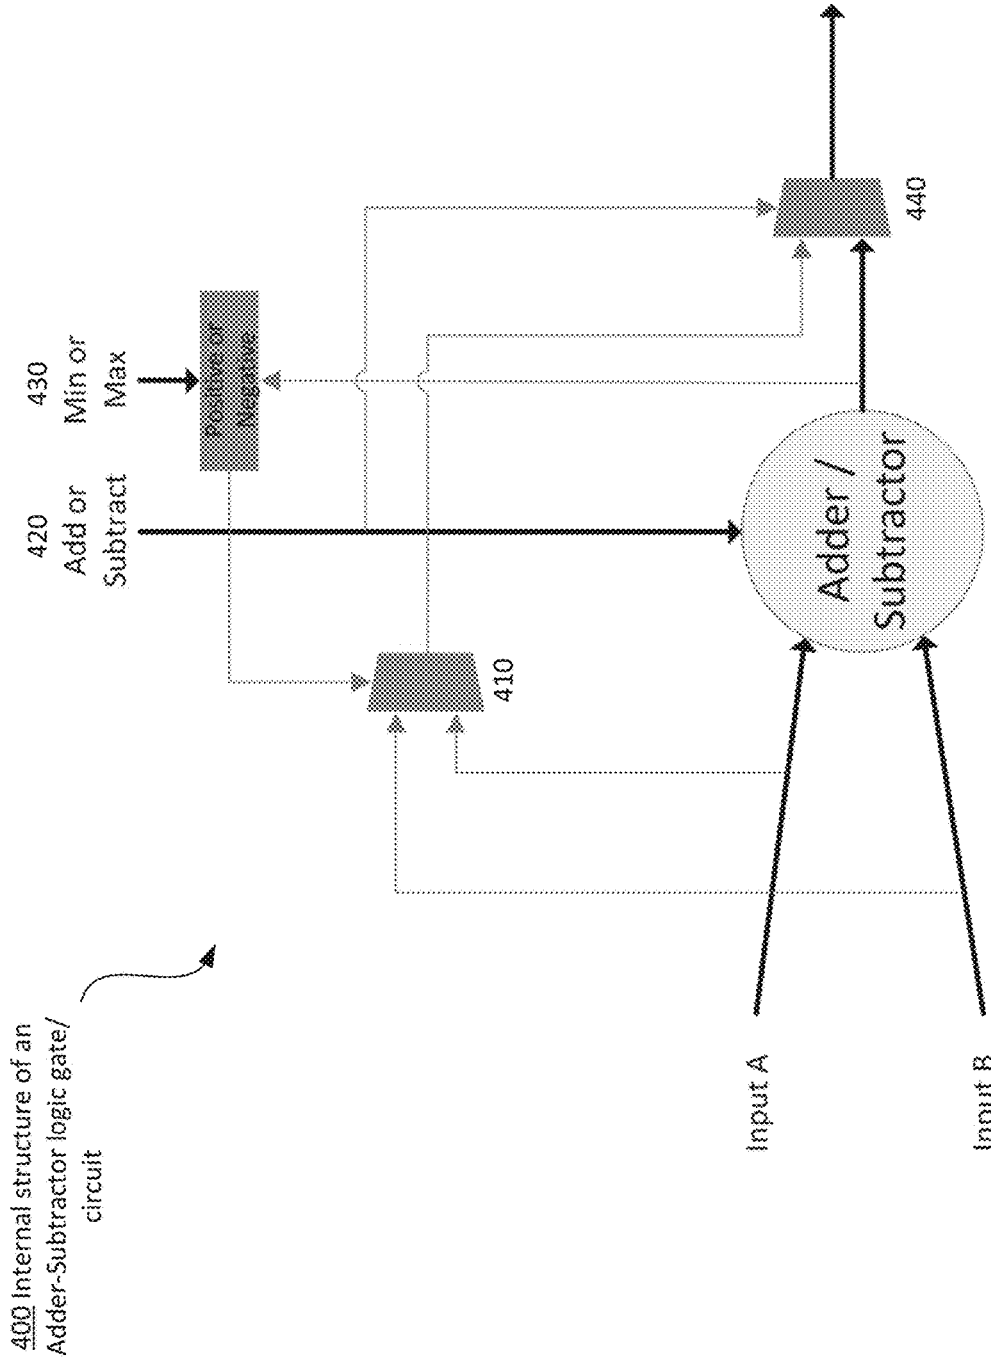 400 Internal structure of an
Adder-Subtractor logic gate/
circuit
420
Add or
Subtract
430
Min or
Max
Positive or
Negative
410
440
Adder /
Subtractor
Input A
Input B